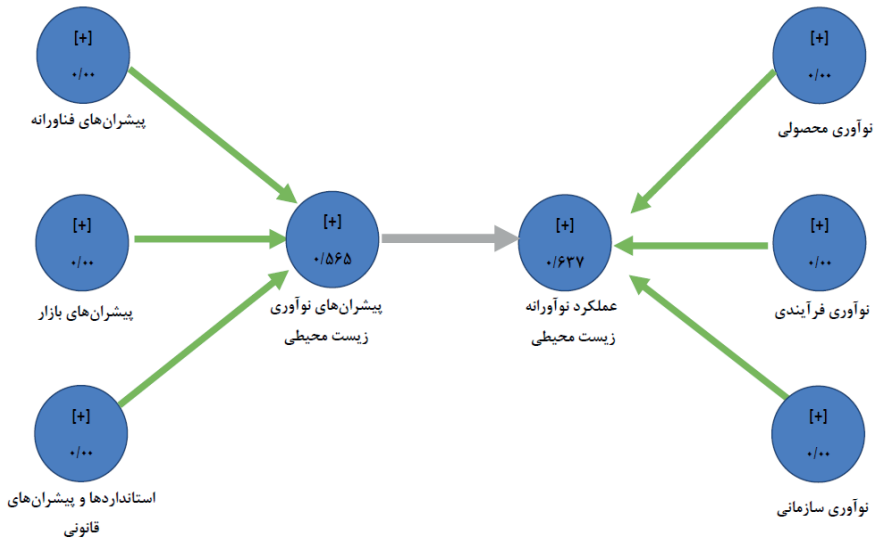 [+]
۰/۰۰
پیشران‌های فناورانه
[+]
۰/۰۰
نوآوری محصولی
[+]
۰/۰۰
پیشران‌های بازار
[+]
۰/۵۶۵
پیشران‌های نوآوری
زیست محیطی
[+]
۰/۶۳۷
عملکرد نوآورانه
زیست محیطی
[+]
۰/۰۰
نوآوری فرآیندی
[+]
۰/۰۰
استانداردها و پیشران‌های
قانونی
[+]
۰/۰۰
نوآوری سازمانی